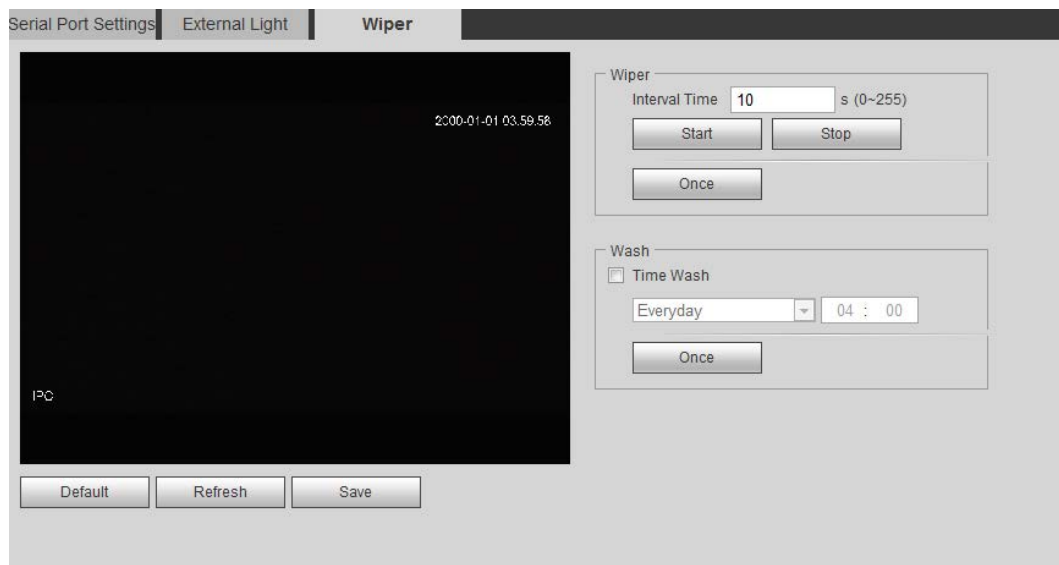 Serial Port Settings External Light Wiper
2000-01-01 03:59:58
IPC
Default Refresh Save
Wiper
Interval Time 10 s (0~255)
Start Stop
Once
Wash
Time Wash
Everyday 04 : 00
Once